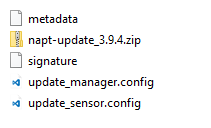 metadata
napt-update_3.9.4.zip
signature
update_manager.config
update_sensor.config